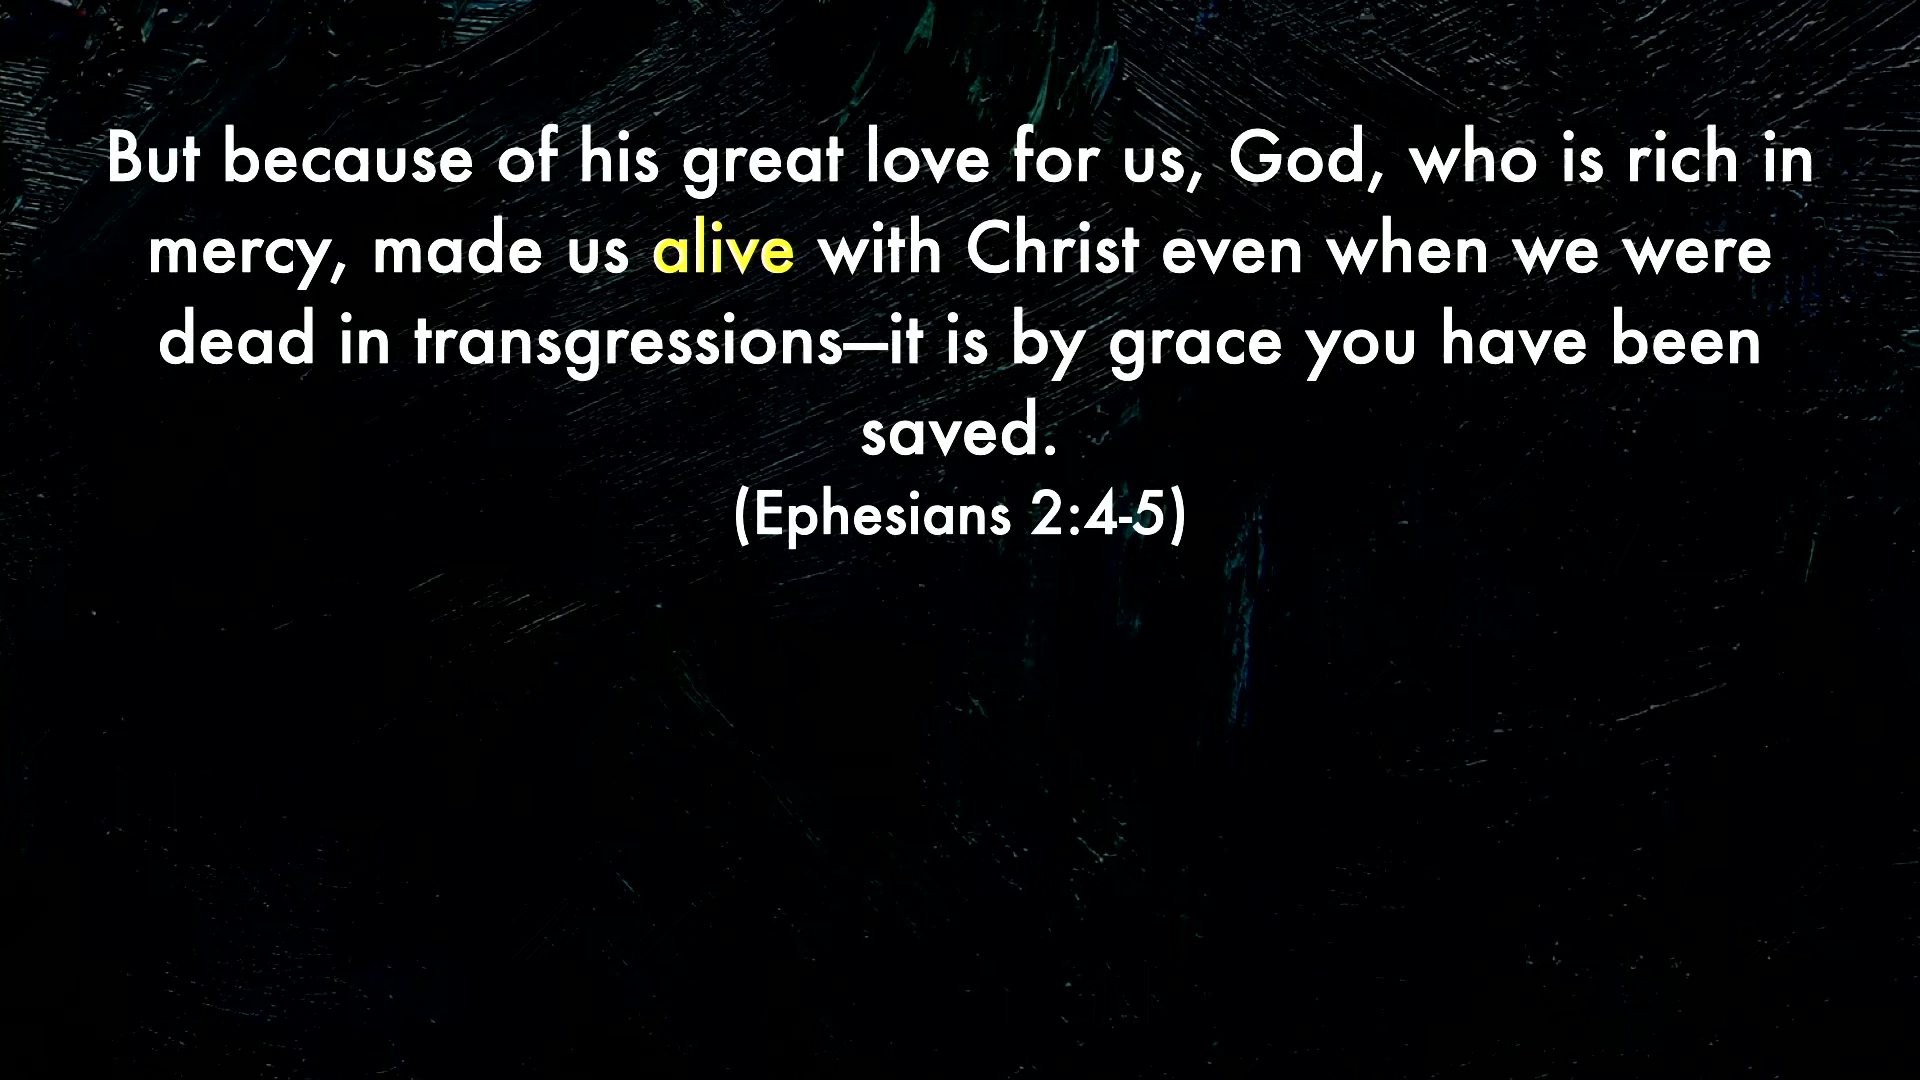 But because of his great love for us, God, who is rich in
mercy, made us alive with Christ even when we were
dead in transgressions—it is by grace you have been
saved.
(Ephesians 2:4-5)